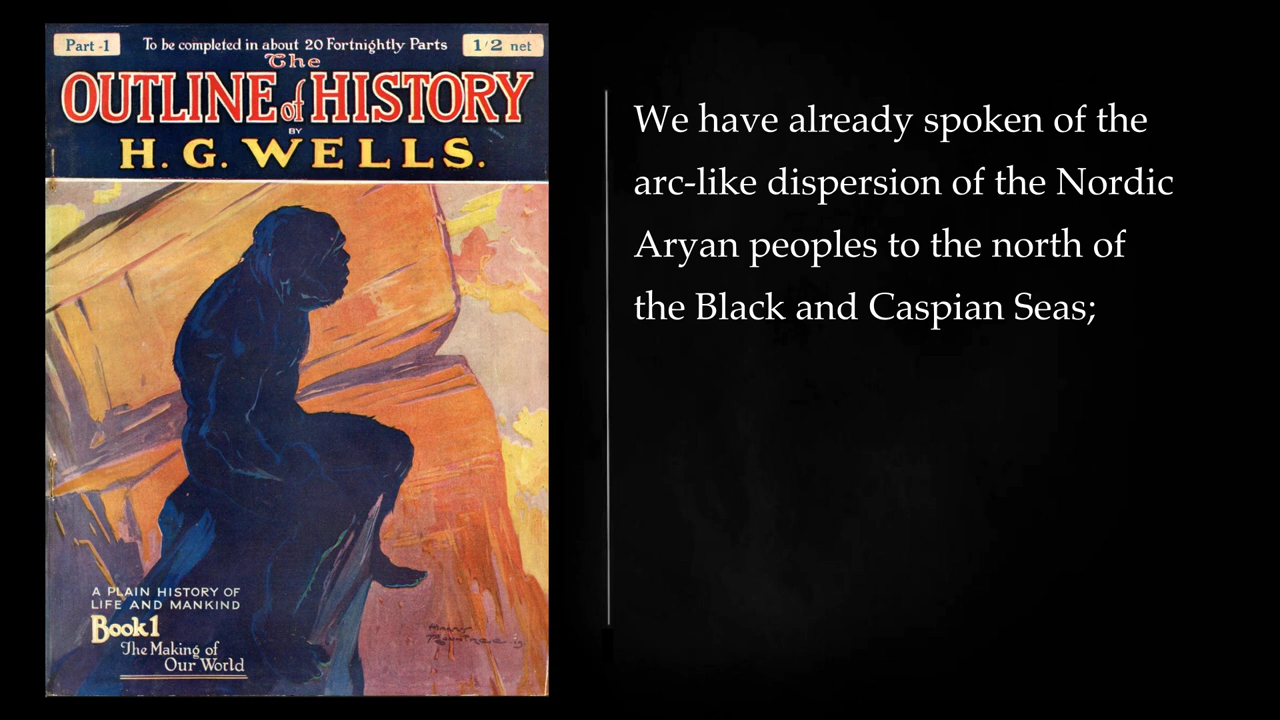 Part -1
To be completed in about 20 Fortnightly Parts
1/2 net
The
OUTLINE of HISTORY
BY
H. G. WELLS.
A PLAIN HISTORY OF
LIFE AND MANKIND
Book 1
The Making of
Our World
We have already spoken of the
arc-like dispersion of the Nordic
Aryan peoples to the north of
the Black and Caspian Seas;